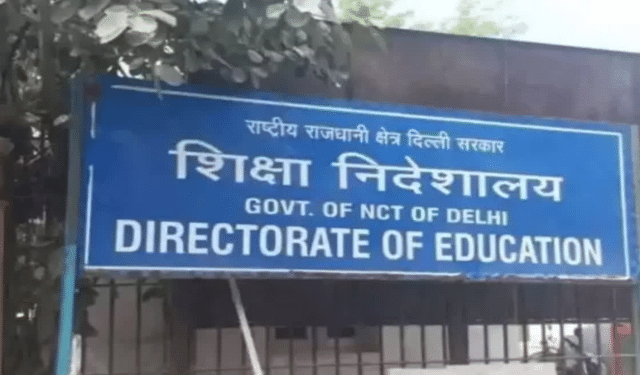 राष्ट्रीय राजधानी क्षेत्र दिल्ली सरकार
शिक्षा निदेशालय
GOVT. OF NCT OF DELHI
DIRECTORATE OF EDUCATION